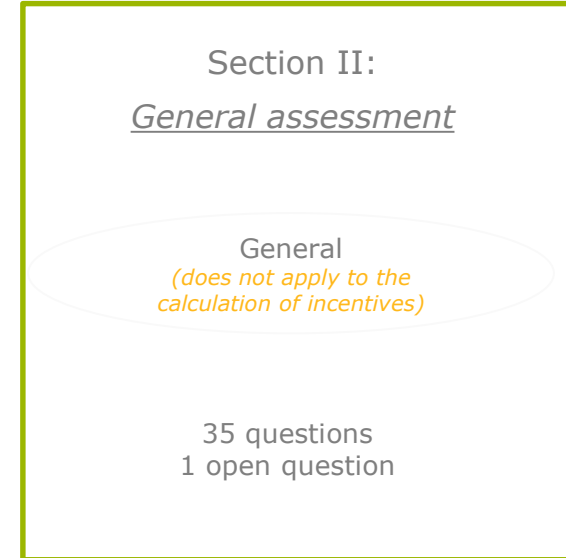 Section II:
General assessment
General
(does not apply to the
calculation of incentives)
35 questions
1 open question